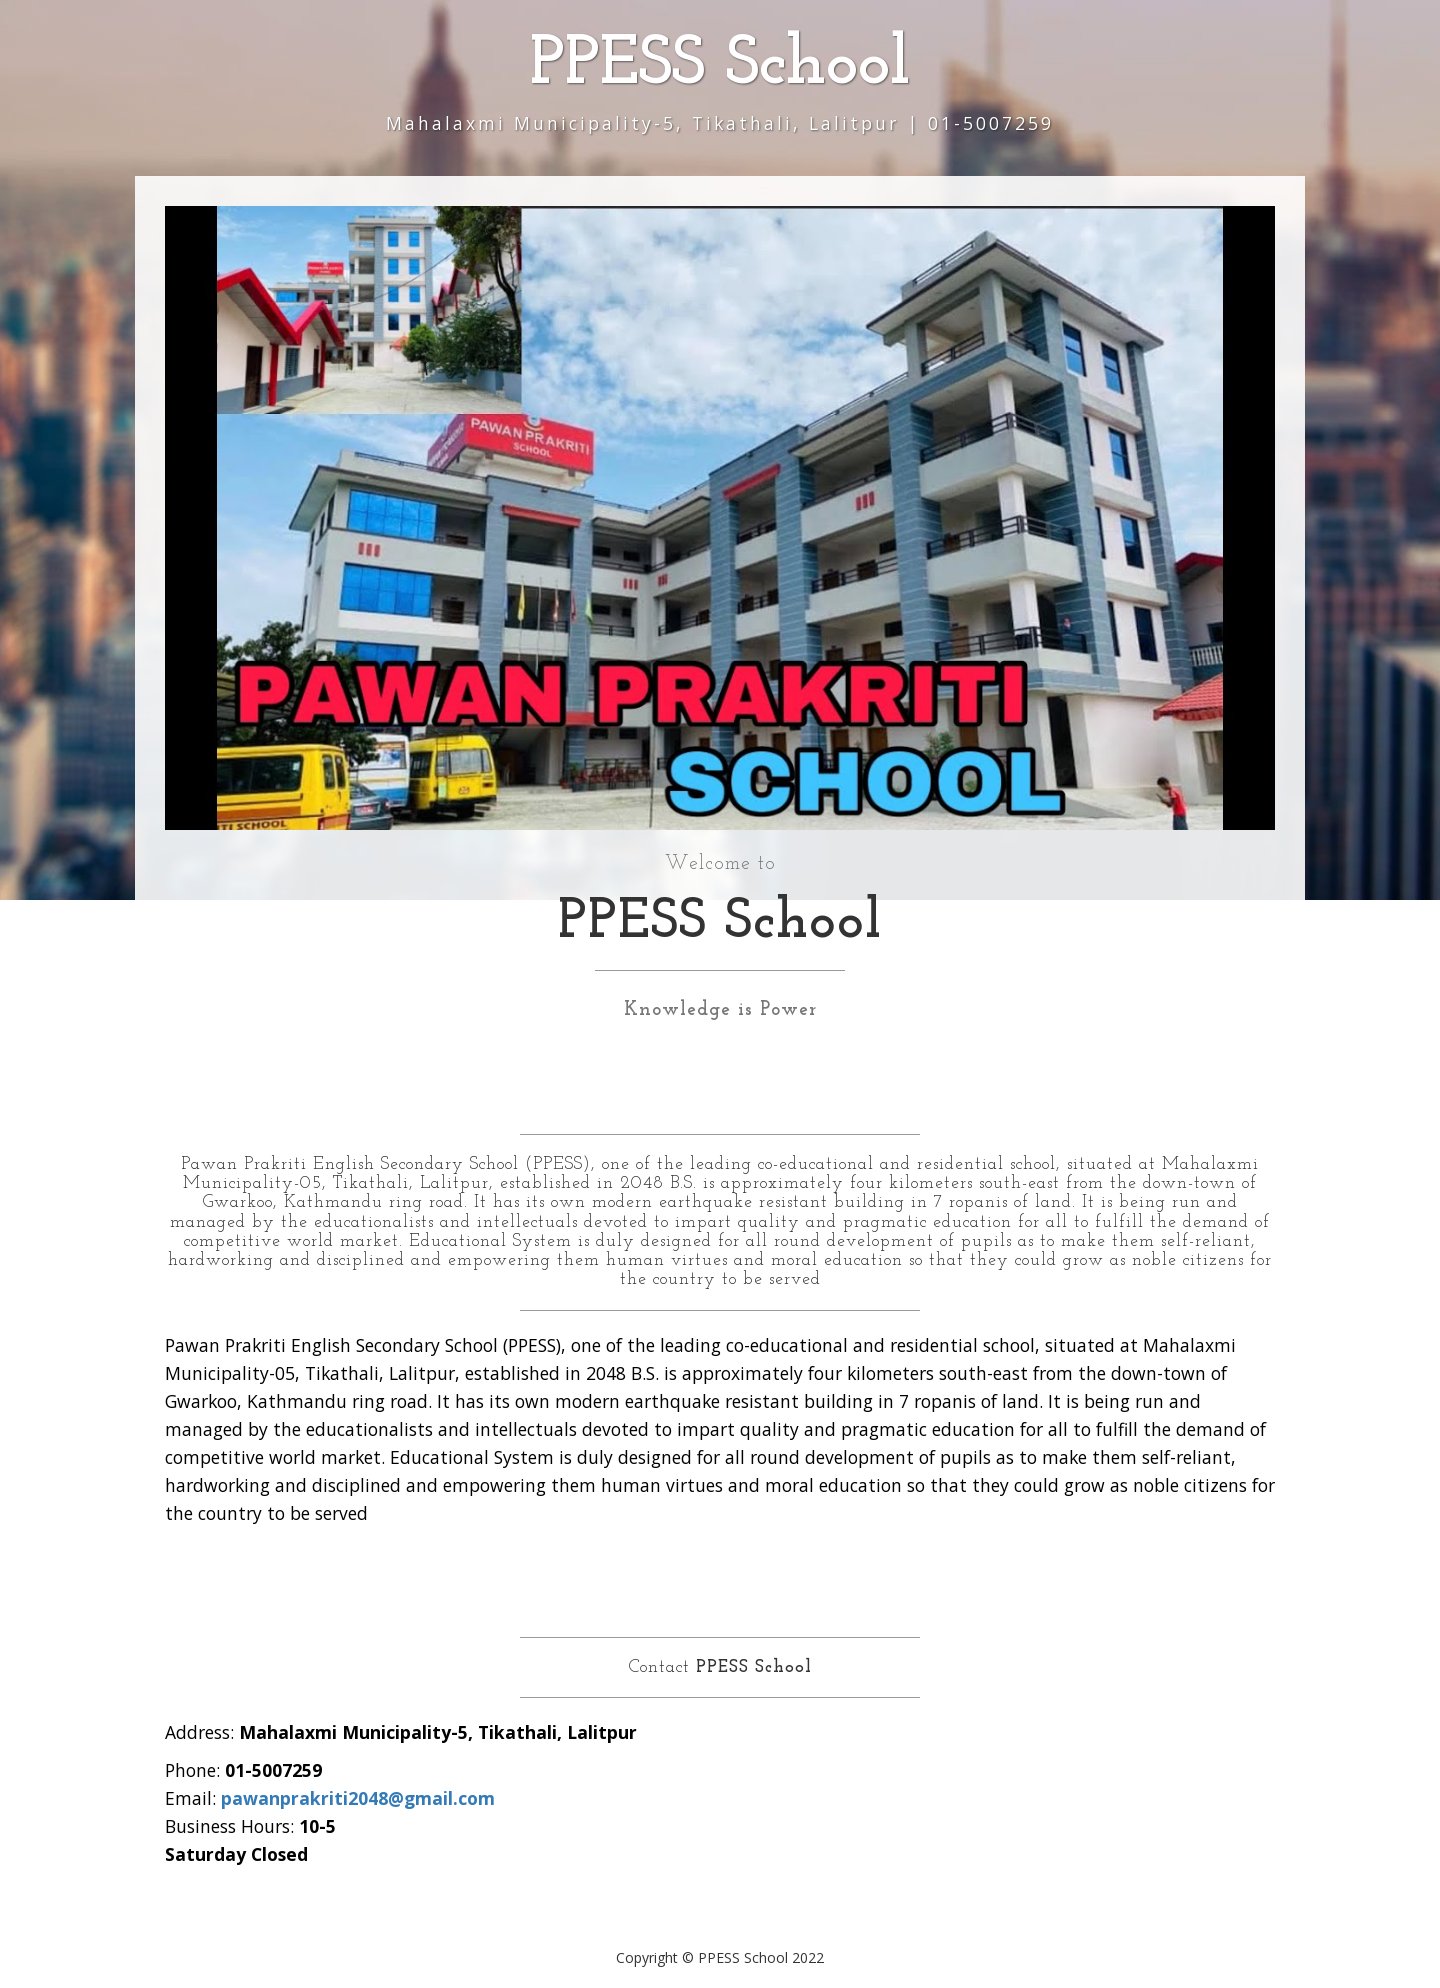 PPESS School
Mahalaxmi Municipality-5, Tikathali, Lalitpur | 01-5007259
PAWAN PRAKRITI
SCHOOL
PAWAN PRAKRITI
SCHOOL
TI SCHOOL
Welcome to
PPESS School
Knowledge is Power
Pawan Prakriti English Secondary School (PPESS), one of the leading co-educational and residential school, situated at Mahalaxmi
Municipality-05, Tikathali, Lalitpur, established in 2048 B.S. is approximately four kilometers south-east from the down-town of
Gwarkoo, Kathmandu ring road. It has its own modern earthquake resistant building in 7 ropanis of land. It is being run and
managed by the educationalists and intellectuals devoted to impart quality and pragmatic education for all to fulfill the demand of
competitive world market. Educational System is duly designed for all round development of pupils as to make them self-reliant,
hardworking and disciplined and empowering them human virtues and moral education so that they could grow as noble citizens for
the country to be served
Pawan Prakriti English Secondary School (PPESS), one of the leading co-educational and residential school, situated at Mahalaxmi
Municipality-05, Tikathali, Lalitpur, established in 2048 B.S. is approximately four kilometers south-east from the down-town of
Gwarkoo, Kathmandu ring road. It has its own modern earthquake resistant building in 7 ropanis of land. It is being run and
managed by the educationalists and intellectuals devoted to impart quality and pragmatic education for all to fulfill the demand of
competitive world market. Educational System is duly designed for all round development of pupils as to make them self-reliant,
hardworking and disciplined and empowering them human virtues and moral education so that they could grow as noble citizens for
the country to be served
Contact PPESS School
Address: Mahalaxmi Municipality-5, Tikathali, Lalitpur
Phone: 01-5007259
Email: pawanprakriti2048@gmail.com
Business Hours: 10-5
Saturday Closed
Copyright © PPESS School 2022